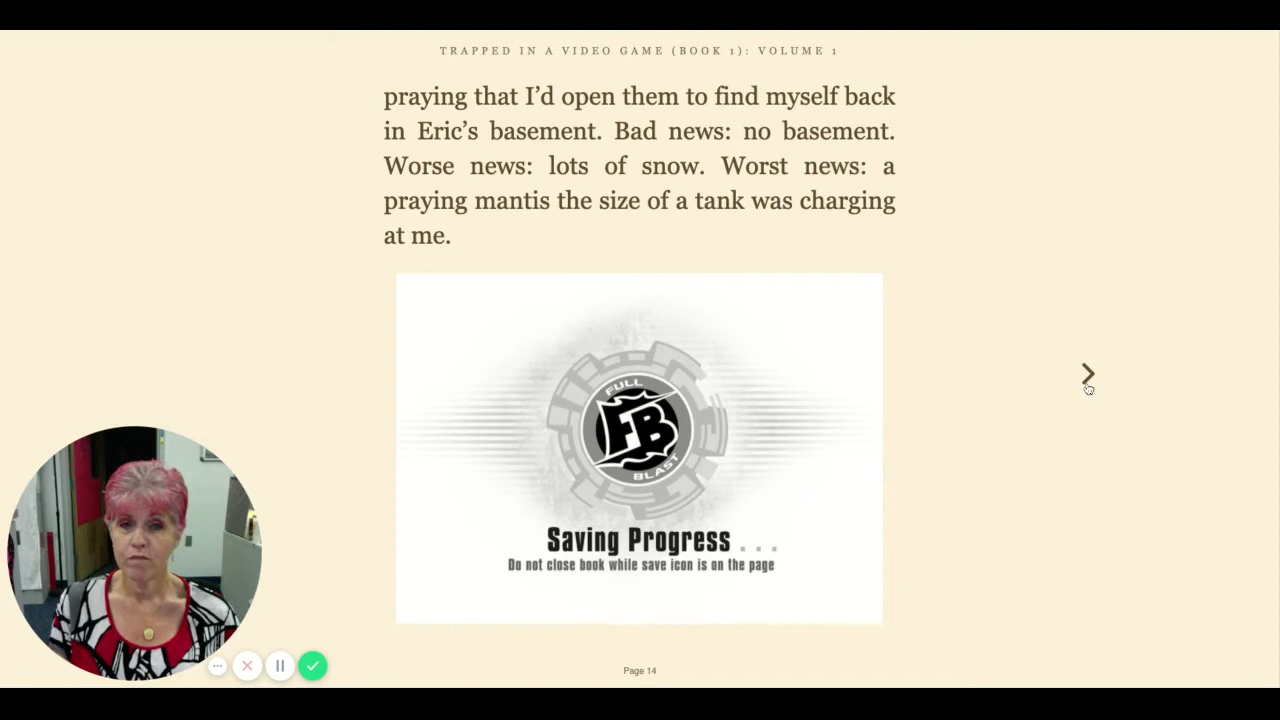 TRAPPED IN A VIDEO GAME (BOOK 1): VOLUME 1
praying that I’d open them to find myself back
in Eric’s basement. Bad news: no basement.
Worse news: lots of snow. Worst news: a
praying mantis the size of a tank was charging
at me.
FULL
FB
BLAST
Saving Progress . . .
Do not close book while save icon is on the page
Page 14